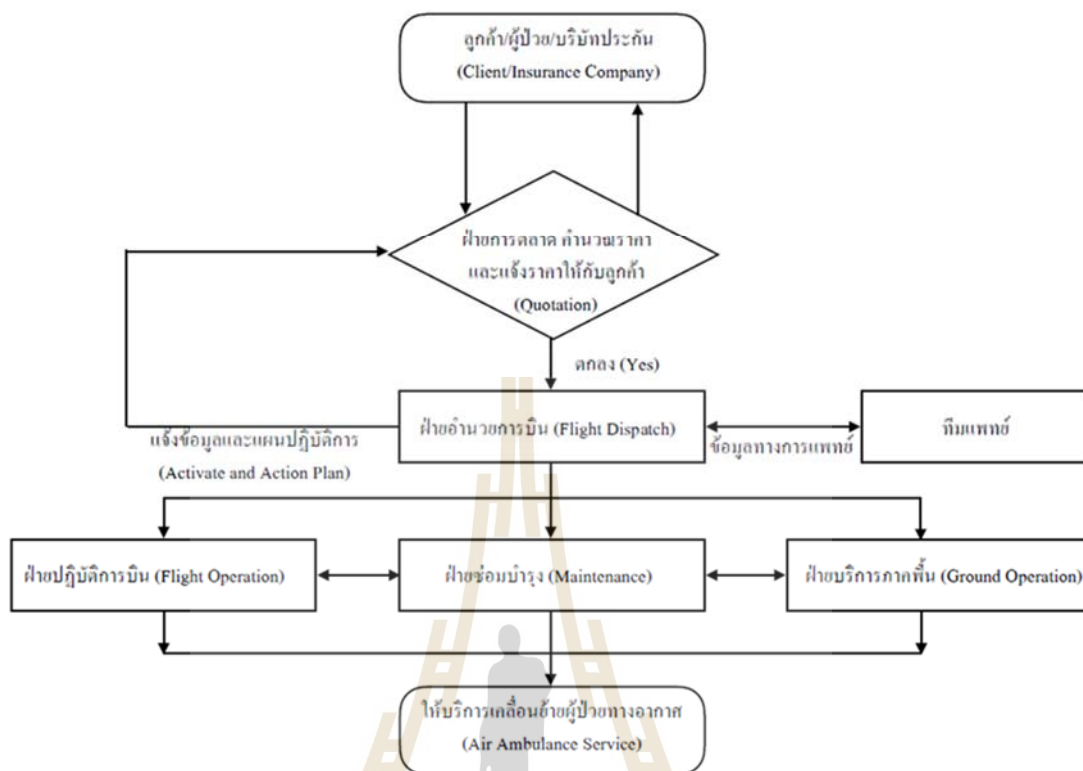 ลูกค้า/ผู้ป่วย/บริษัทประกัน
(Client/Insurance Company)
ฝ่ายการตลาด คำนวณราคา
และแจ้งราคาให้กับลูกค้า
(Quotation)
ตกลง (Yes)
ฝ่ายอำนวยการบิน (Flight Dispatch)
ทีมแพทย์
ข้อมูลทางการแพทย์
แจ้งข้อมูลและแผนปฏิบัติการ
(Activate and Action Plan)
ฝ่ายปฏิบัติการบิน (Flight Operation)
ฝ่ายซ่อมบำรุง (Maintenance)
ฝ่ายบริการภาคพื้น (Ground Operation)
ให้บริการเคลื่อนย้ายผู้ป่วยทางอากาศ
(Air Ambulance Service)